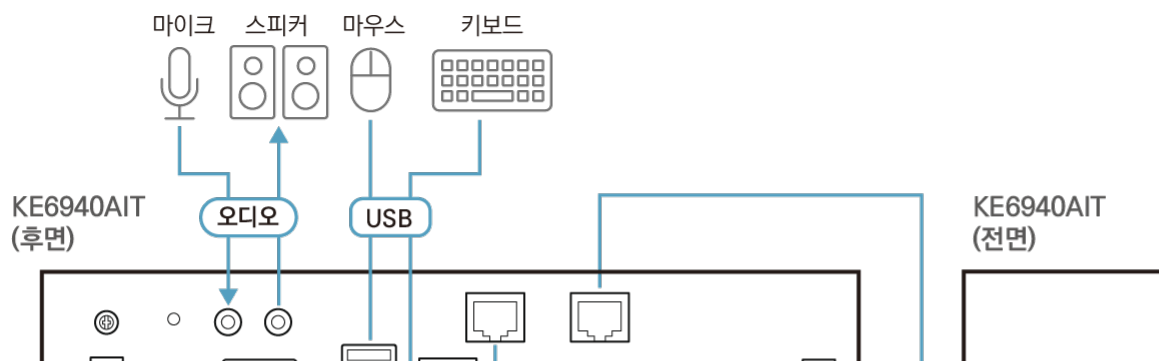 마이크
스피커
마우스
키보드
KE6940AIT
(후면)
오디오
USB
KE6940AIT
(전면)